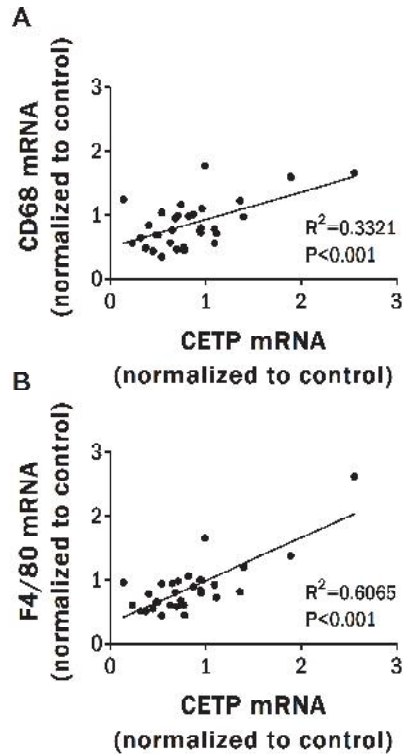 A
CD68 mRNA
(normalized to control)
3
2
1
0
R²=0.3321
P<0.001
0 1 2 3
CETP mRNA
(normalized to control)
B
F4/80 mRNA
(normalized to control)
3
2
1
0
R²=0.6065
P<0.001
0 1 2 3
CETP mRNA
(normalized to control)